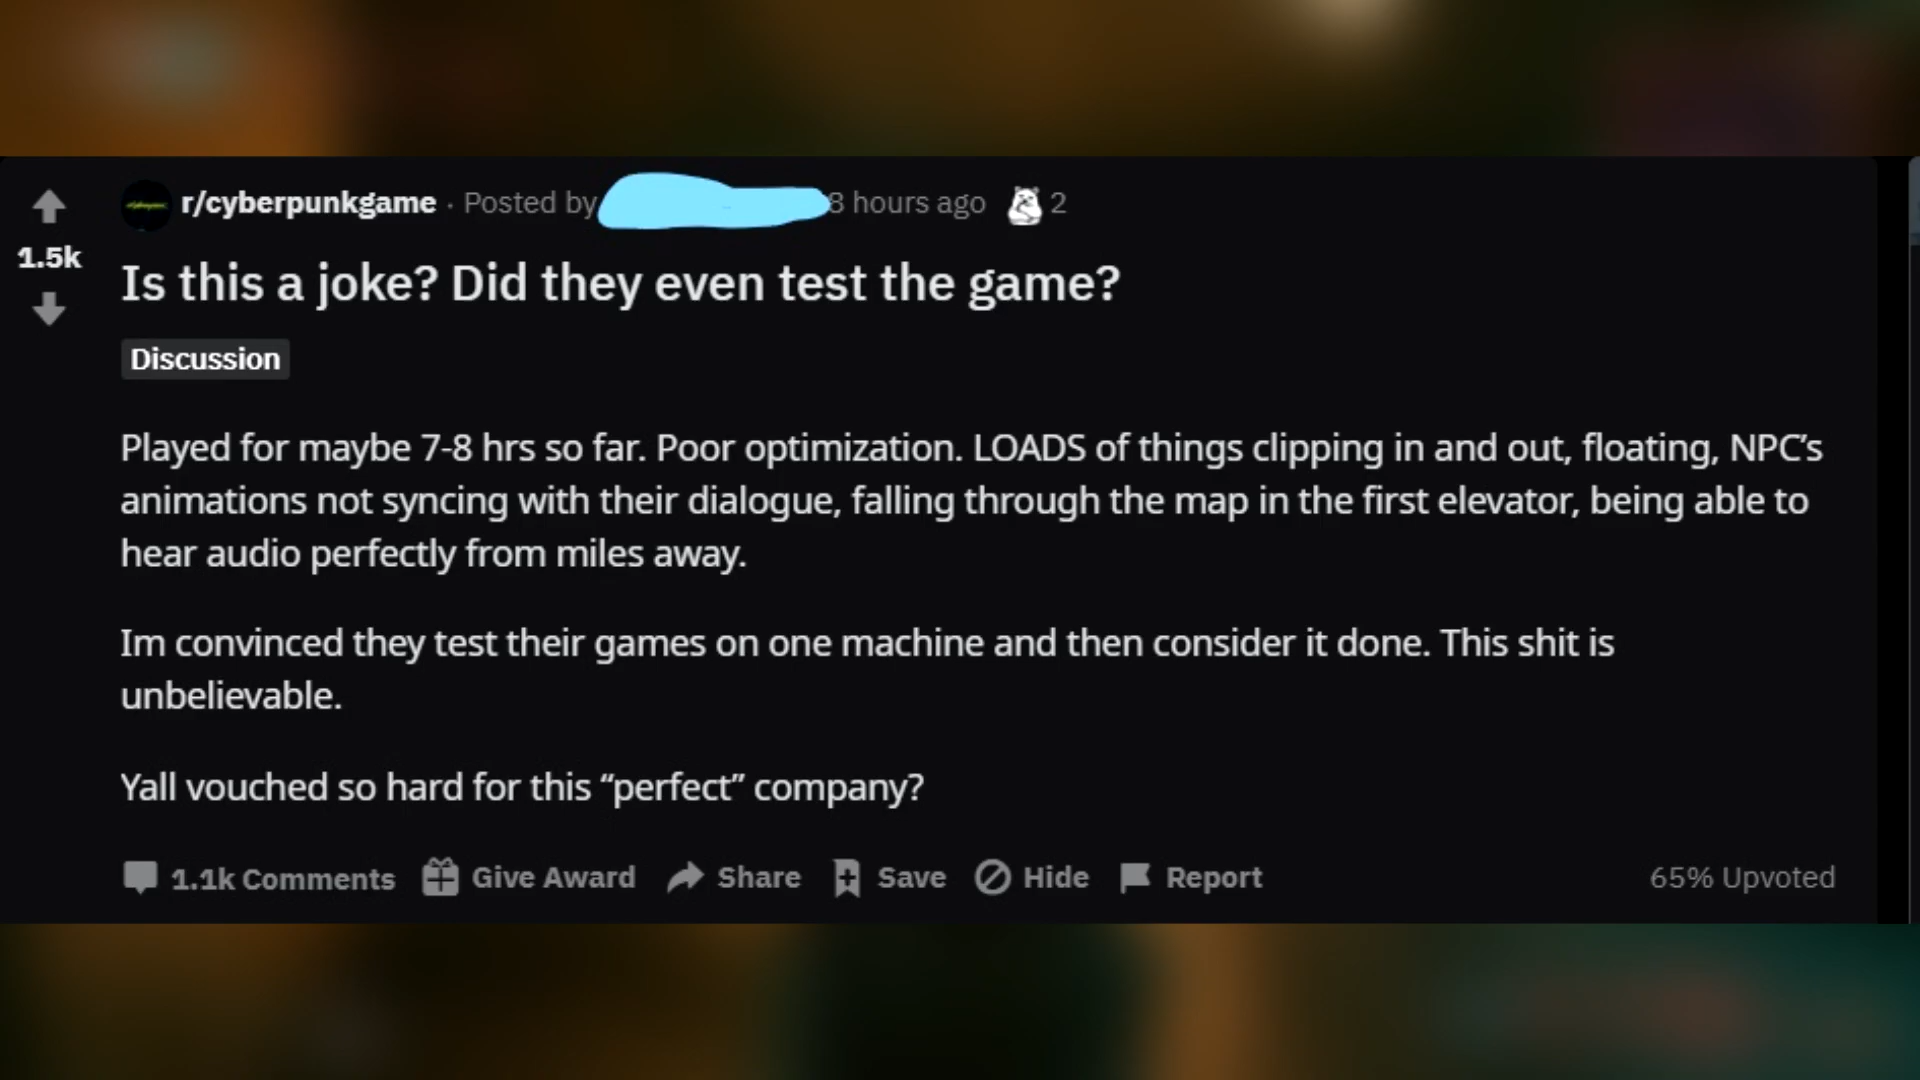 r/cyberpunkgame · Posted by 8 hours ago 2
1.5k
Is this a joke? Did they even test the game?
Discussion
Played for maybe 7-8 hrs so far. Poor optimization. LOADS of things clipping in and out, floating, NPC’s
animations not syncing with their dialogue, falling through the map in the first elevator, being able to
hear audio perfectly from miles away.
Im convinced they test their games on one machine and then consider it done. This shit is
unbelievable.
Yall vouched so hard for this “perfect” company?
1.1k Comments Give Award Share Save Hide Report 65% Upvoted